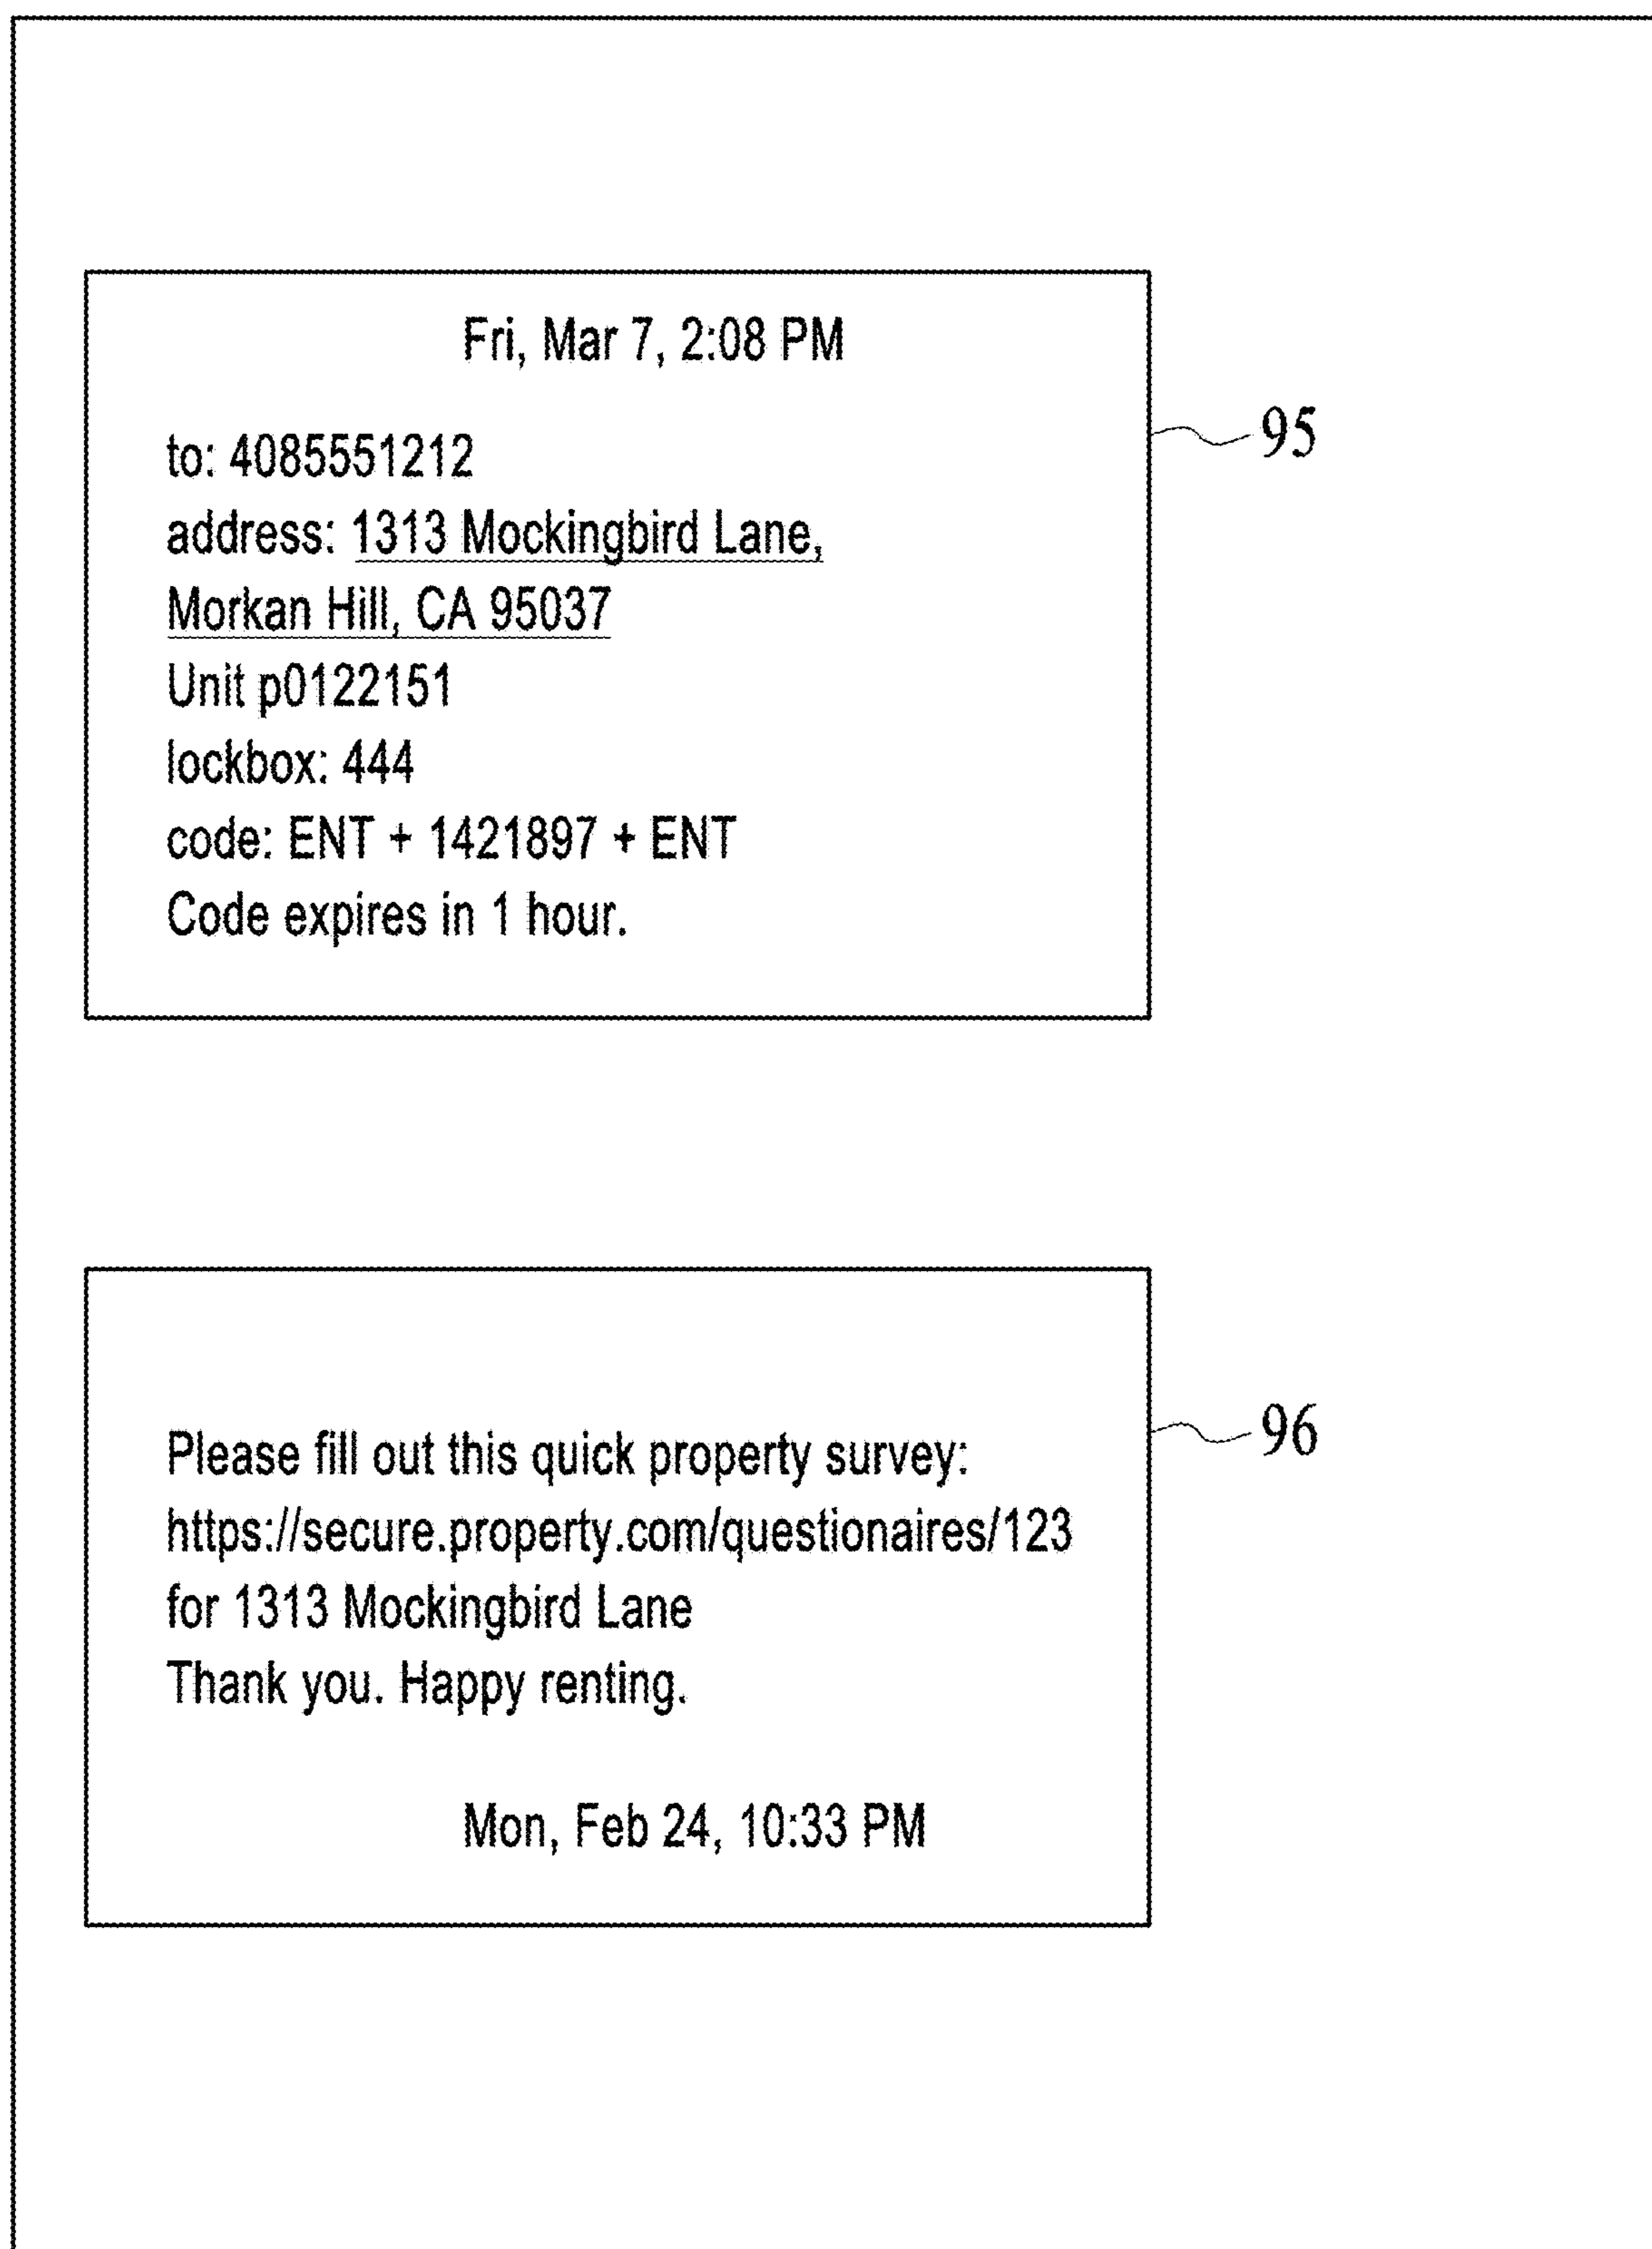 Fri, Mar 7, 2:08 PM
95
to: 4085551212
address: 1313 Mockingbird Lane,
Morkan Hill, CA 95037
Unit p0122151
lockbox: 444
code: ENT + 1421897 + ENT
Code expires in 1 hour.
96
Please fill out this quick property survey:
https://secure.property.com/questionaires/123
for 1313 Mockingbird Lane
Thank you. Happy renting.
Mon, Feb 24, 10:33 PM